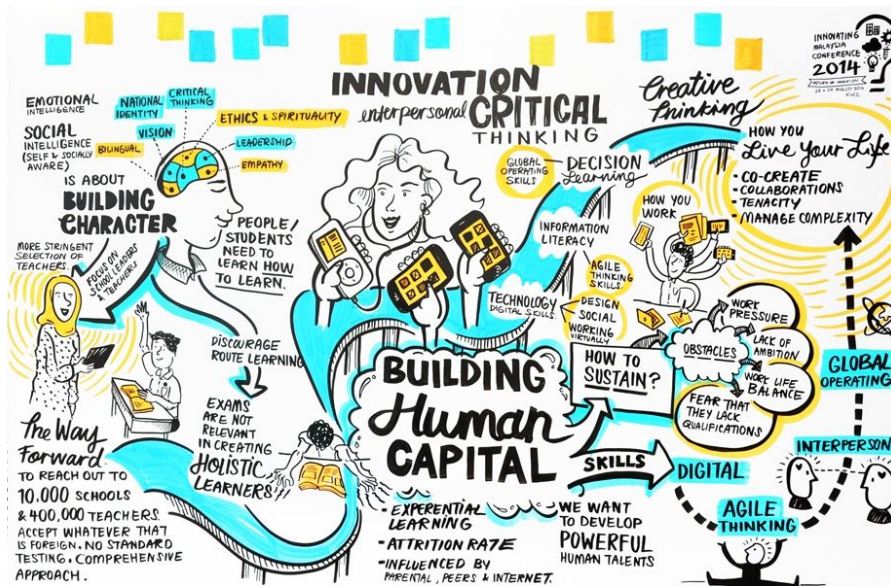 INNOVATING
MALAYSIA
CONFERENCE
2014
EMOTIONAL
INTELLIGENCE
SOCIAL
INTELLIGENCE
(SELF & SOCIALLY
AWARE)
NATIONAL
IDENTITY
CRITICAL
THINKING
VISION
BILINGUAL
ETHICS & SPIRITUALITY
LEADERSHIP
EMPATHY
IS ABOUT
BUILDING
CHARACTER
MORE STRINGENT
SELECTION OF
TEACHERS.
FOCUS ON
SCHOOL LEADERS
& TEACHERS
PEOPLE/
STUDENTS
NEED TO
LEARN HOW
TO LEARN.
DISCOURAGE
ROUTE LEARNING
EXAMS
ARE NOT
RELEVANT
IN CREATING
HOLISTIC
LEARNERS
The Way
Forward
TO REACH OUT TO
10,000 SCHOOLS
& 400,000 TEACHERS.
ACCEPT WHATEVER THAT
IS FOREIGN. NO STANDARD
TESTING. COMPREHENSIVE
APPROACH.
INNOVATION
interpersonal CRITICAL
THINKING
GLOBAL
OPERATING
SKILLS
DECISION
Learning
INFORMATION
LITERACY
TECHNOLOGY
DIGITAL SKILLS
AGILE
THINKING
SKILLS
DESIGN
SOCIAL
WORKING
VIRTUALLY
BUILDING
Human
CAPITAL
- EXPERENTIAL
LEARNING
- ATTRITION RATE
- INFLUENCED BY
PARENTAL, PEERS & INTERNET.
Creative
Thinking
HOW YOU
Live Your Life
• CO-CREATE
• COLLABORATIONS
• TENACITY
• MANAGE COMPLEXITY
HOW YOU
WORK
HOW TO
SUSTAIN?
OBSTACLES
WORK
PRESSURE
LACK OF
AMBITION
WORK LIFE
BALANCE
FEAR THAT
THEY LACK
QUALIFICATIONS
SKILLS
DIGITAL
AGILE
THINKING
INTERPERSON
GLOBAL
OPERATING
WE WANT
TO DEVELOP
POWERFUL
HUMAN TALENTS